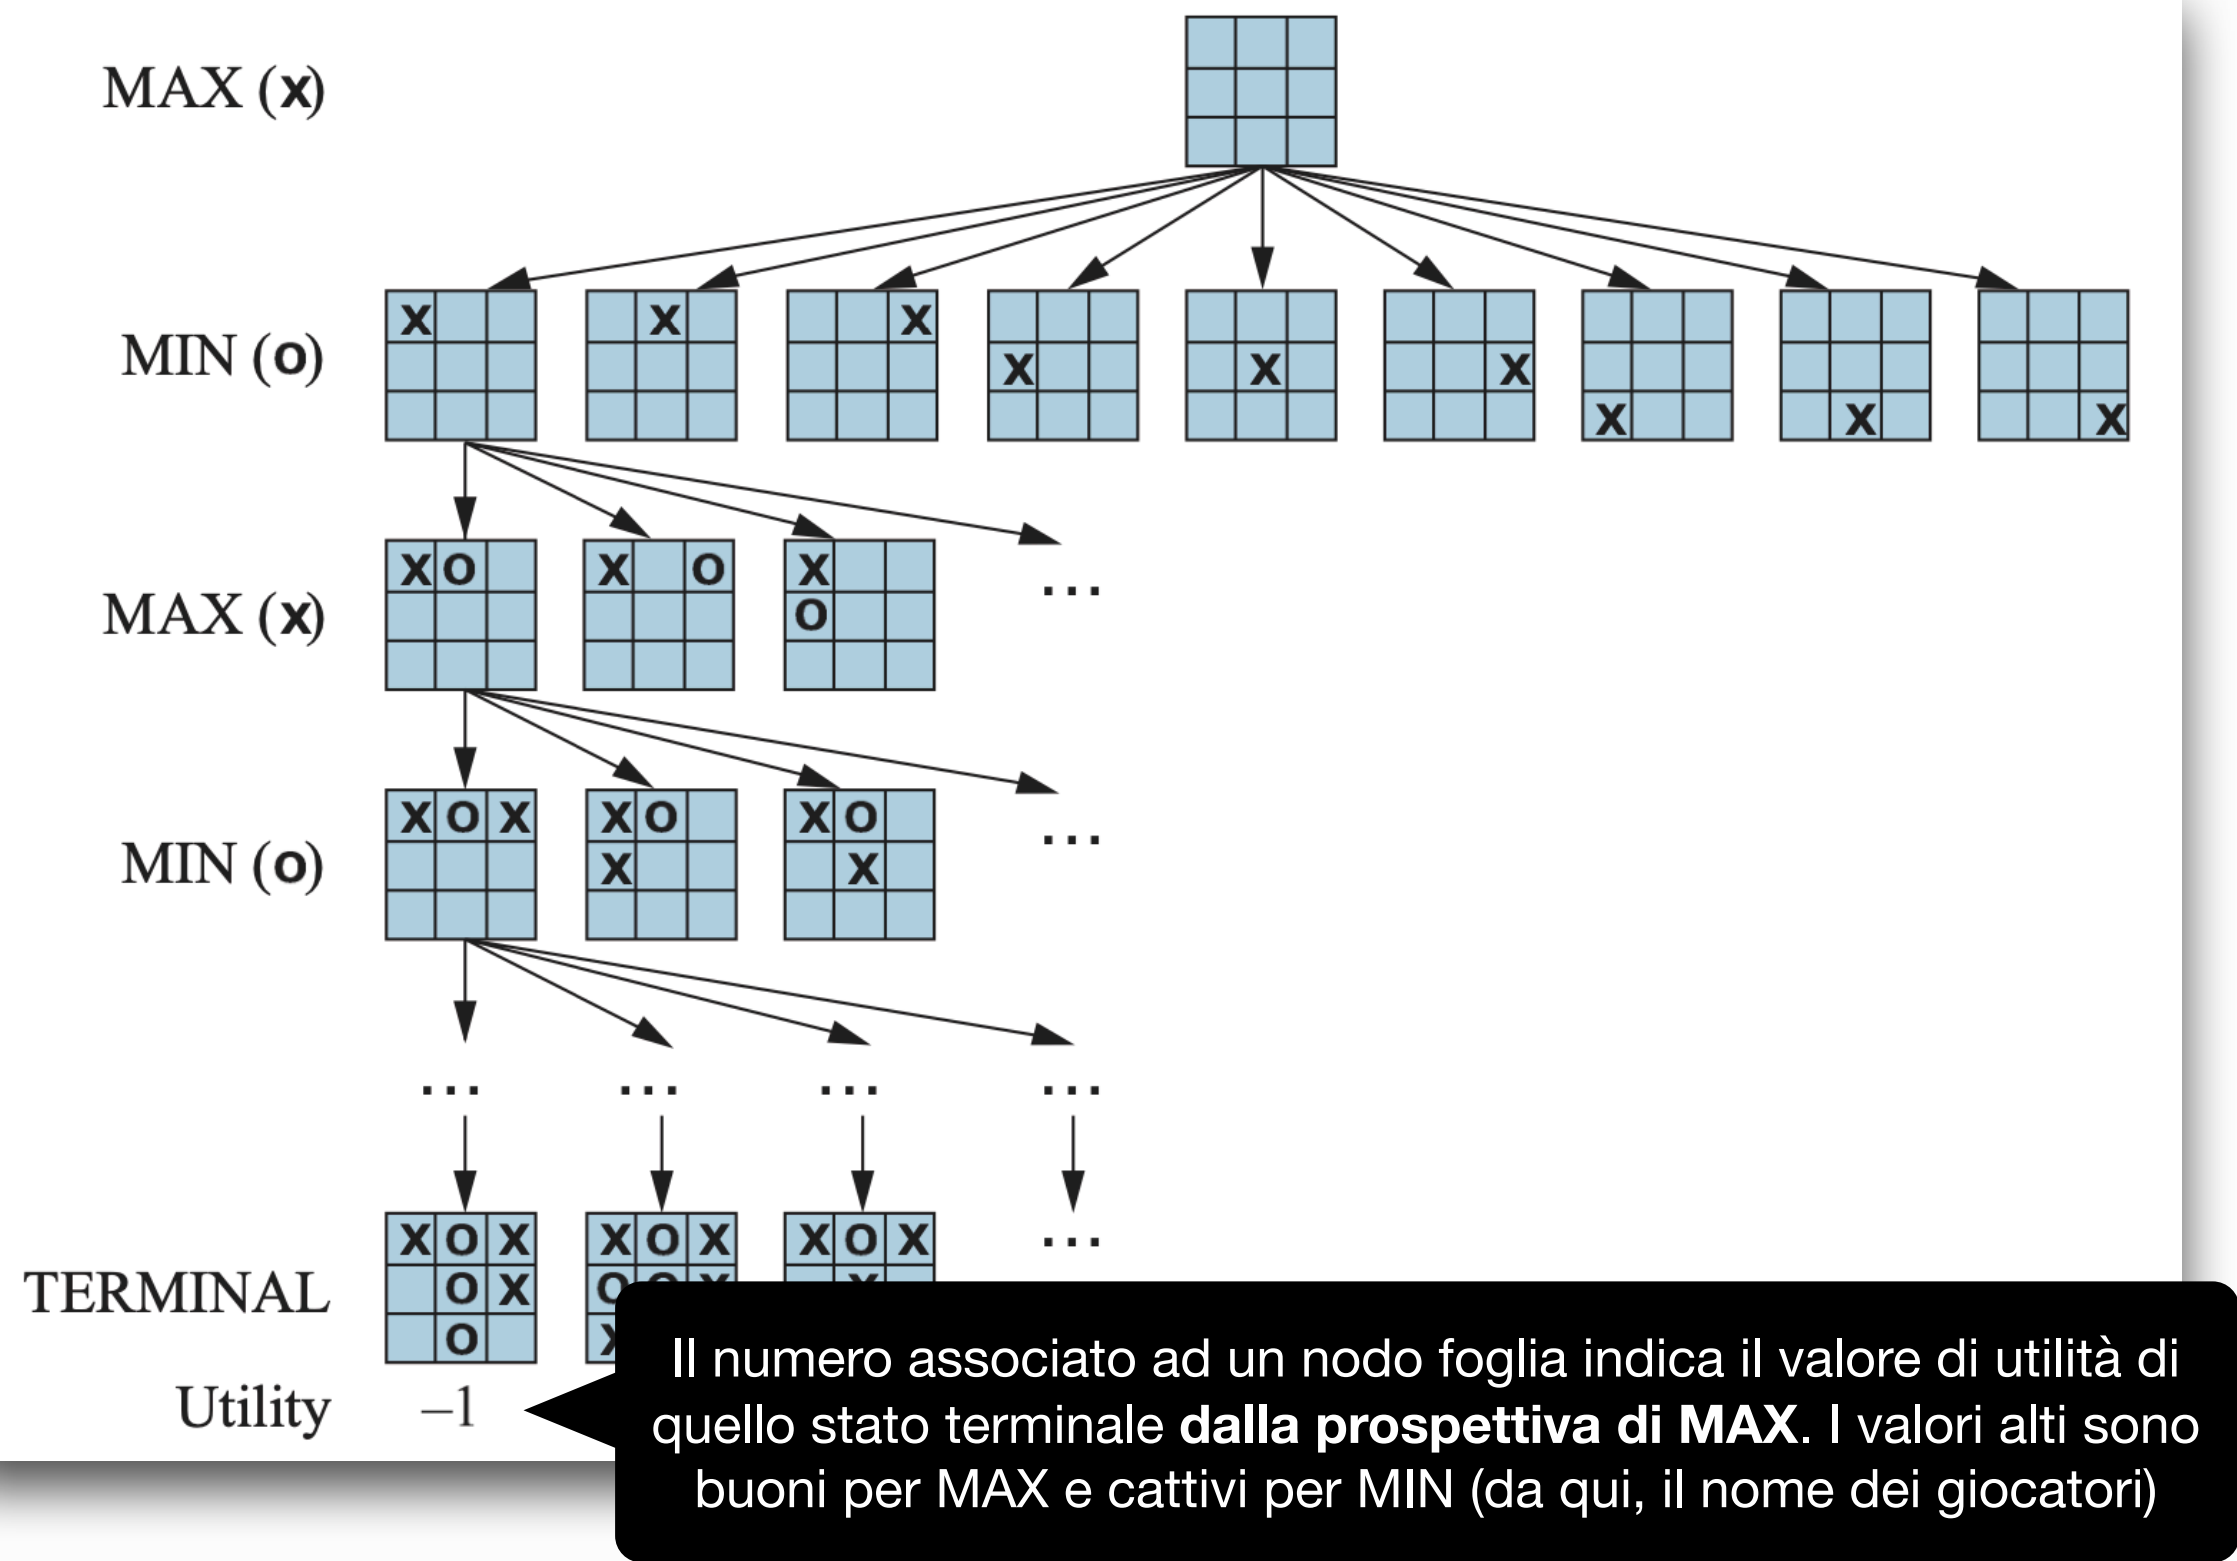 MAX (x)
MIN (o)
X X X X X X X X X
MAX (x)
X O X O X
O
MIN (o)
X O X X O X O
X X
...
...
... ... ... ...
TERMINAL
X O X X O X X O X
...
O X O
O
Utility −1
Il numero associato ad un nodo foglia indica il valore di utilità di
quello stato terminale dalla prospettiva di MAX. I valori alti sono
buoni per MAX e cattivi per MIN (da qui, il nome dei giocatori)